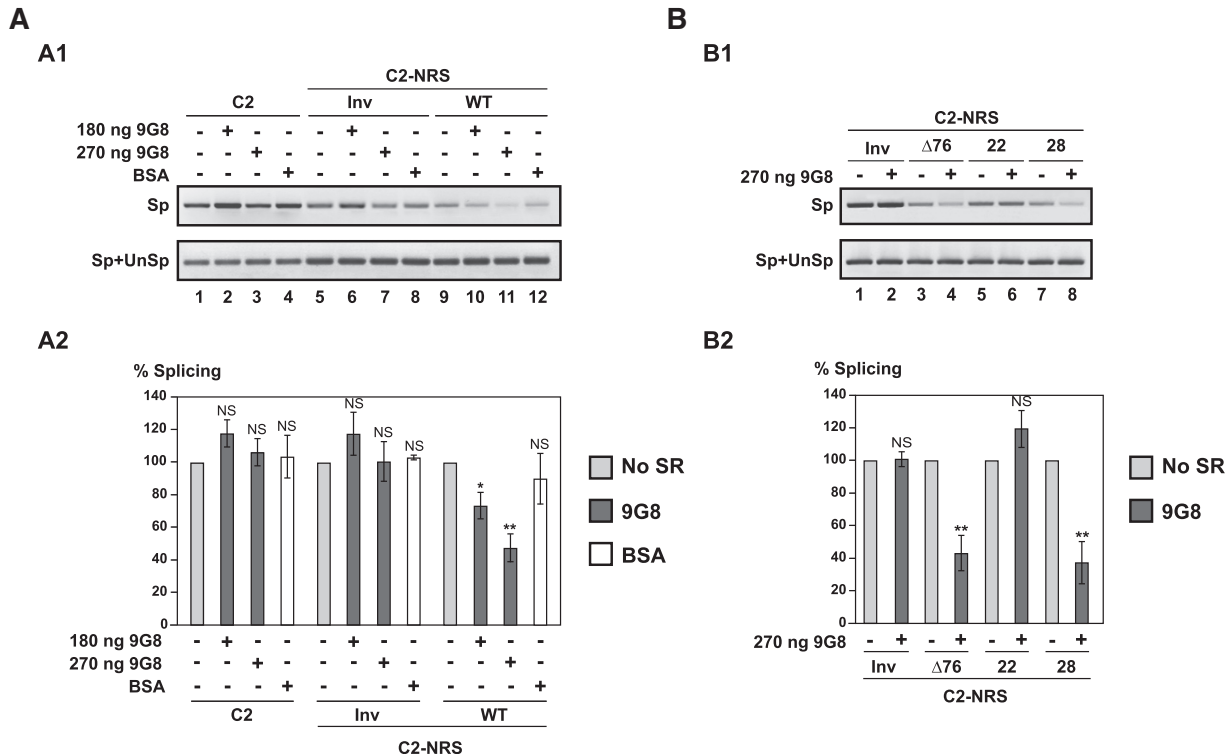 A
A1
C2-NRS
C2 Inv WT
180 ng 9G8 - + - - - + - - - + - -
270 ng 9G8 - - + - - - + - - - + -
BSA - - - + - - - + - - - +
Sp
Sp+UnSp
1 2 3 4 5 6 7 8 9 10 11 12
A2
% Splicing
140
120
100
80
60
40
20
0
NS NS NS NS NS NS * ** NS
No SR
9G8
BSA
180 ng 9G8 - + - - - + - - - + - -
270 ng 9G8 - - + - - - + - - - + -
BSA - - - + - - - + - - - +
C2 Inv WT
C2-NRS
B
B1
C2-NRS
Inv Δ76 22 28
270 ng 9G8 - + - + - + - +
Sp
Sp+UnSp
1 2 3 4 5 6 7 8
B2
% Splicing
140
120
100
80
60
40
20
0
NS ** NS **
No SR
9G8
270 ng 9G8 - + - + - + - +
Inv Δ76 22 28
C2-NRS